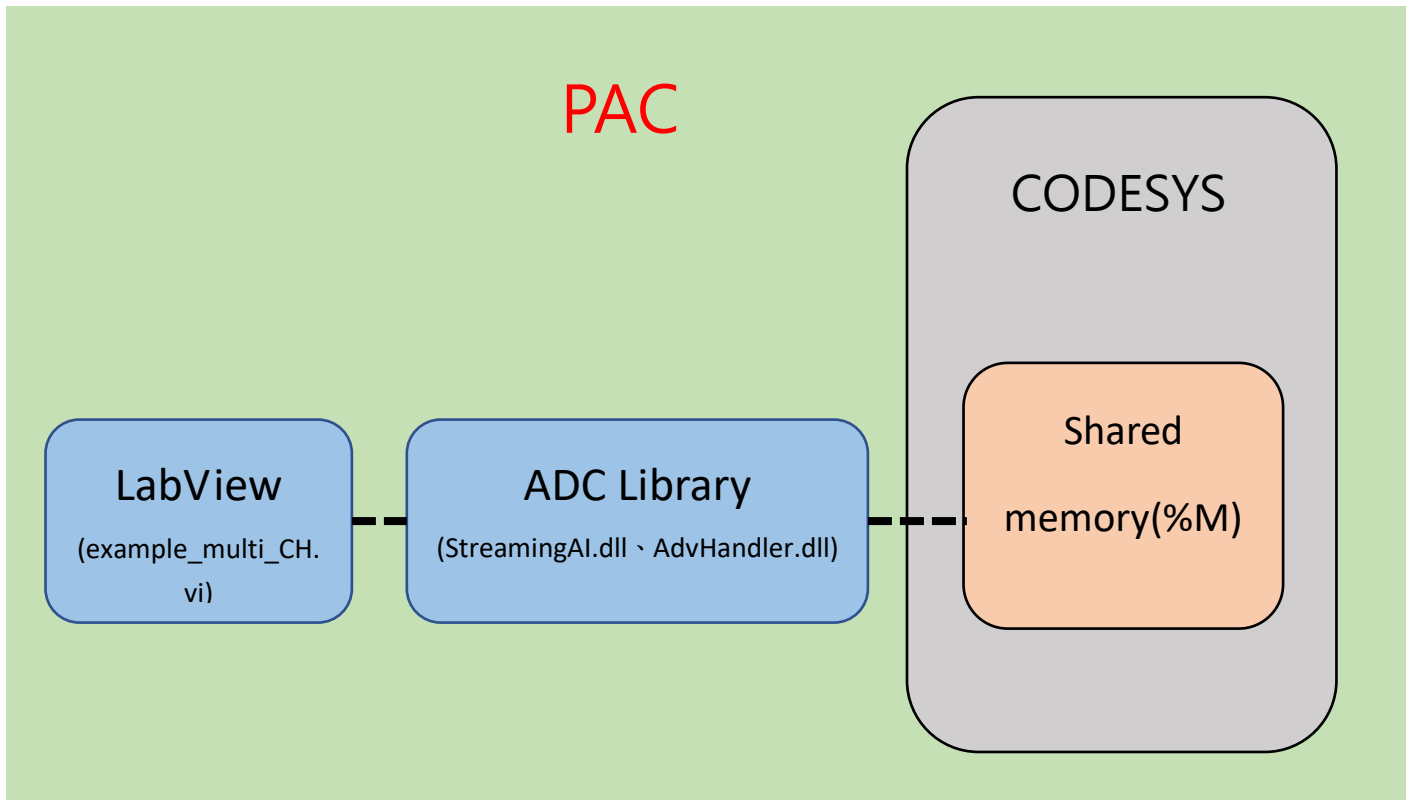 PAC
CODESYS
LabView
(example_multi_CH.
vi)
ADC Library
(StreamingAI.dll、AdvHandler.dll)
Shared
memory(%M)